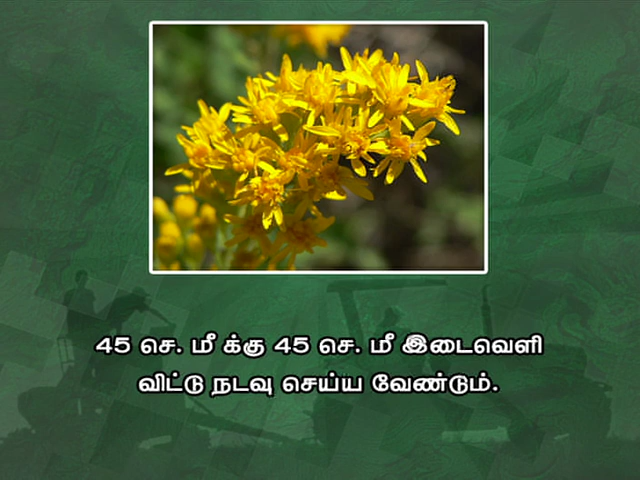 45 செ. மீ க்கு 45 செ. மீ இடைவெளி
விட்டு நடவு செய்ய வேண்டும்.